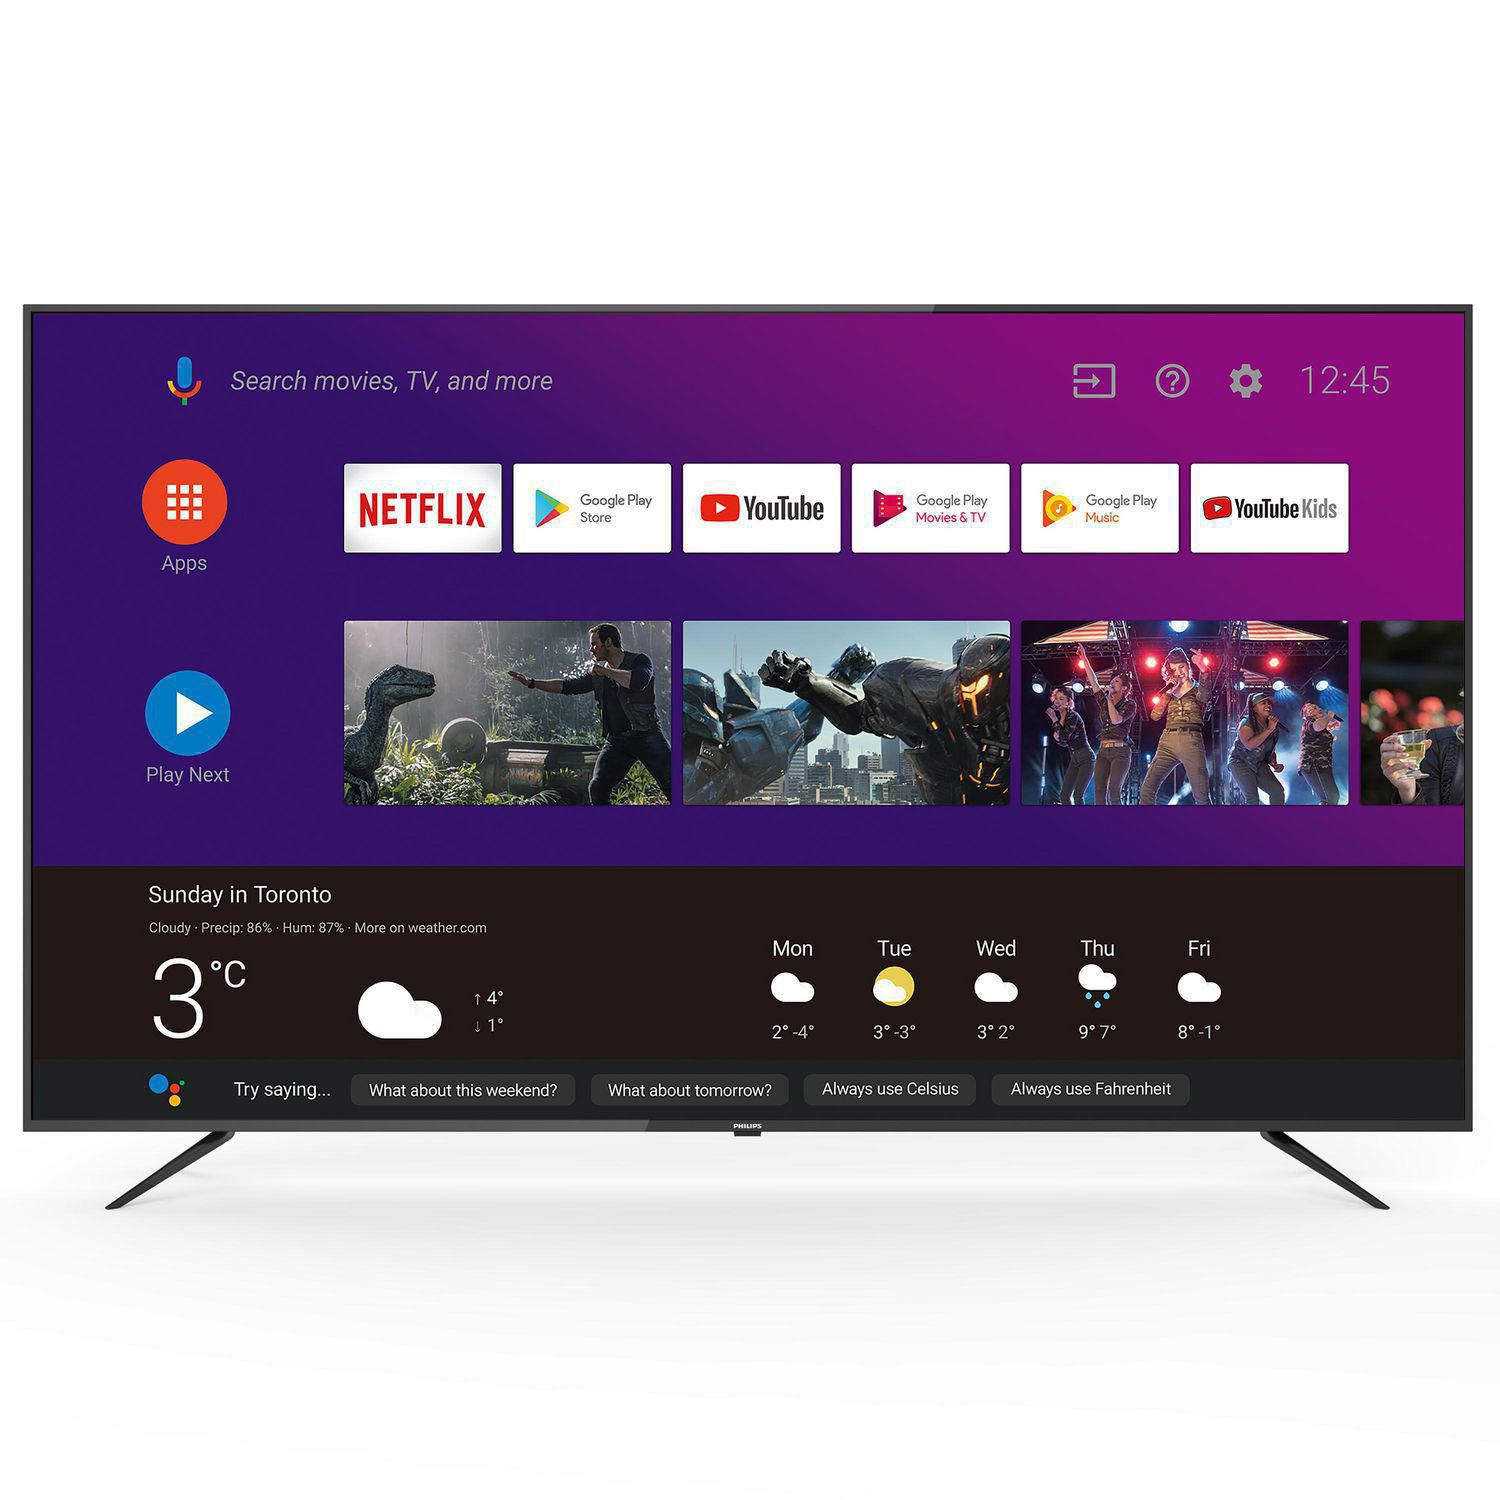 Search movies, TV, and more
12:45
NETFLIX
Google Play
Store
YouTube
Google Play
Movies & TV
Google Play
Music
YouTube Kids
Apps
Play Next
Sunday in Toronto
Cloudy · Precip: 86% · Hum: 87% · More on weather.com
3°C
↑ 4°
↓ 1°
Mon Tue Wed Thu Fri
2° -4° 3° -3° 3° 2° 9° 7° 8° -1°
Try saying... What about this weekend? What about tomorrow? Always use Celsius Always use Fahrenheit
PHILIPS